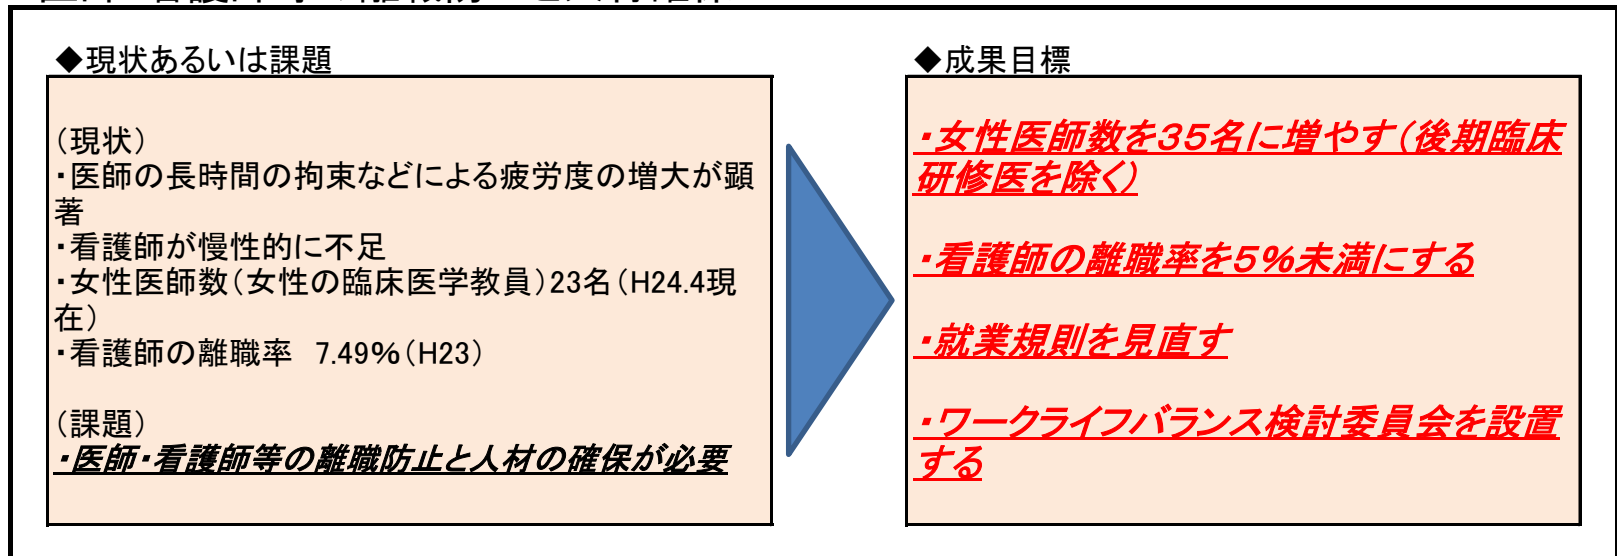 ◆現状あるいは課題
（現状）
・医師の長時間の拘束などによる疲労度の増大が顕
著
・看護師が慢性的に不足
・女性医師数（女性の臨床医学教員）23名（H24.4現
在）
・看護師の離職率　7.49%（H23）
（課題）
・医師・看護師等の離職防止と人材の確保が必要
◆成果目標
・女性医師数を35名に増やす（後期臨床
研修医を除く）
・看護師の離職率を5%未満にする
・就業規則を見直す
・ワークライフバランス検討委員会を設置
する